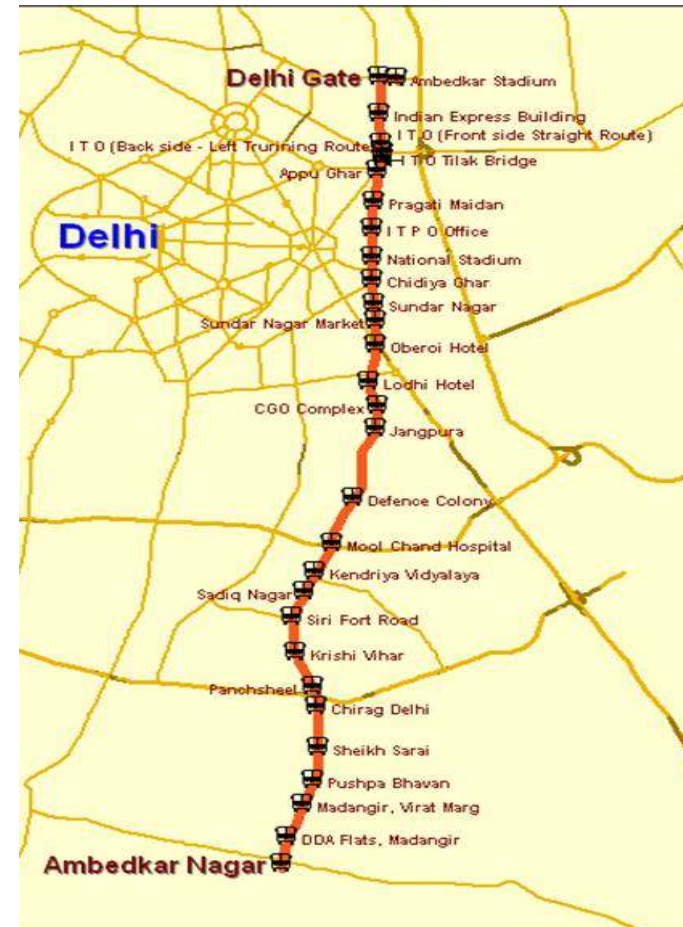 Delhi Gate
Ambedkar Stadium
Indian Express Building
I T O (Front side Straight Route)
I T O (Back side - Left Trurining Route
I T O Tilak Bridge
Appu Ghar
Pragati Maidan
Delhi
I T P O Office
National Stadium
Chidiya Ghar
Sundar Nagar
Sundar Nagar Market
Oberoi Hotel
Lodhi Hotel
CGO Complex
Jangpura
Defence Colony
Mool Chand Hospital
Kendriya Vidyalaya
Sadiq Nagar
Siri Fort Road
Krishi Vihar
Panchsheel
Chirag Delhi
Sheikh Sarai
Pushpa Bhavan
Madangir, Virat Marg
DDA Flats, Madangir
Ambedkar Nagar